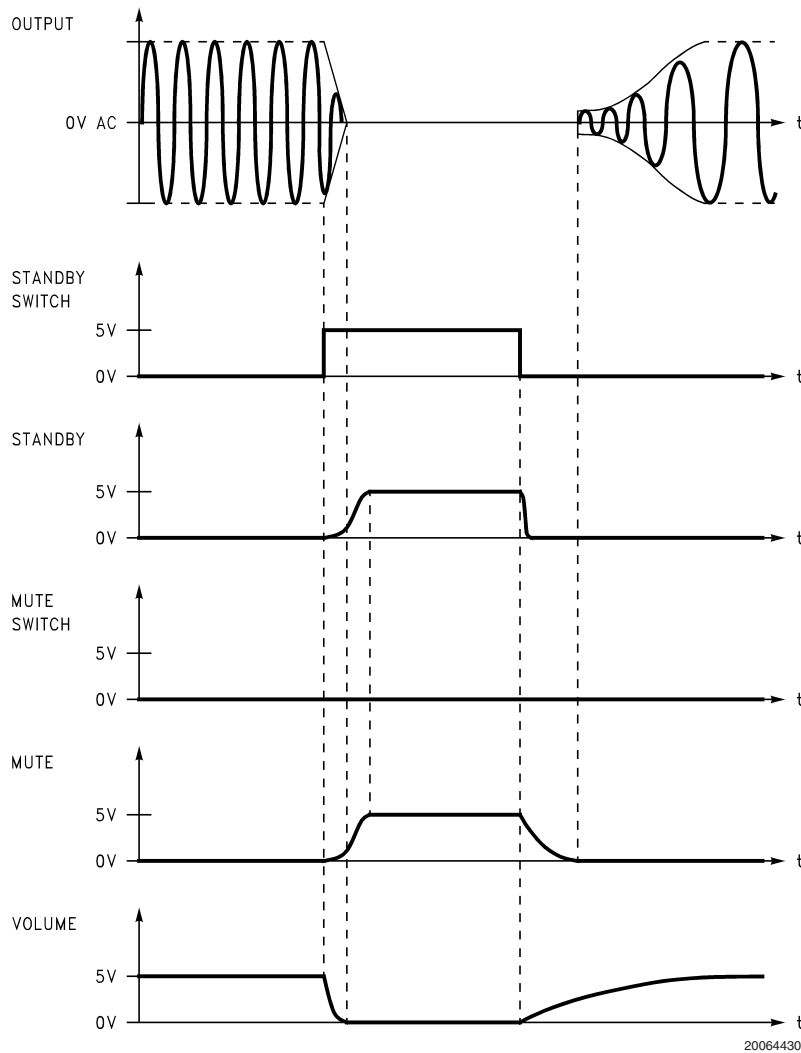 OUTPUT
0V AC
t
STANDBY
SWITCH
5V
0V
t
STANDBY
5V
0V
t
MUTE
SWITCH
5V
0V
t
MUTE
5V
0V
t
VOLUME
5V
0V
t
20064430